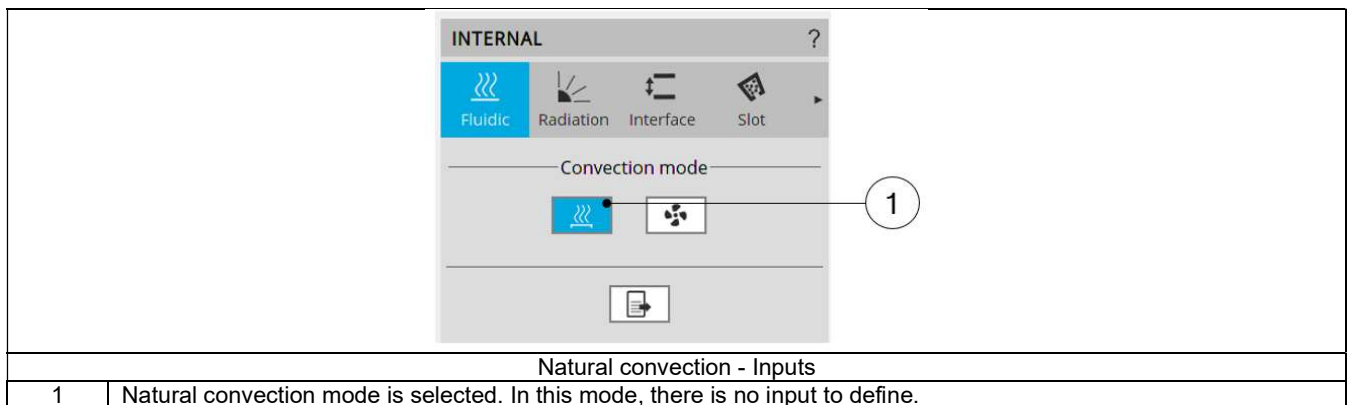 INTERNAL ?
Fluidic Radiation Interface Slot
Convection mode
1
Natural convection - Inputs
1 Natural convection mode is selected. In this mode, there is no input to define.